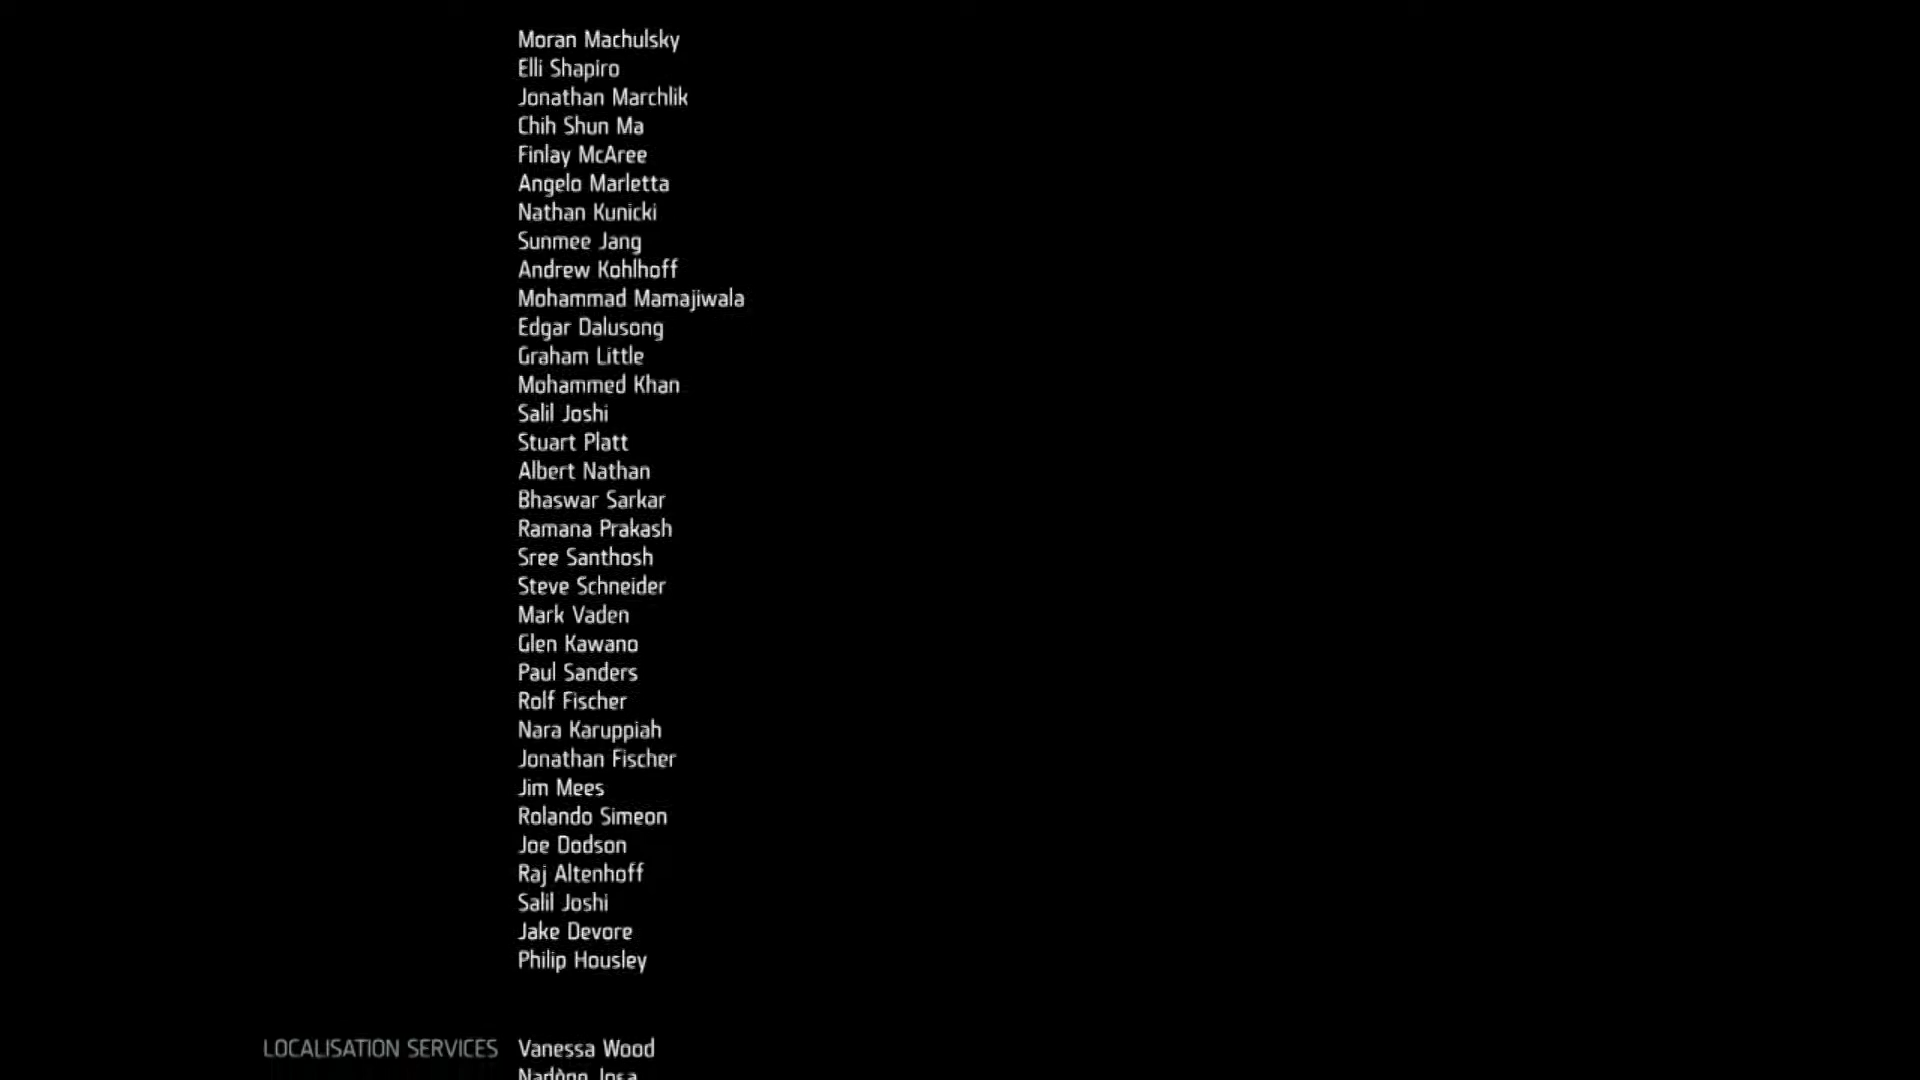 Moran Machulsky
Elli Shapiro
Jonathan Marchlik
Chih Shun Ma
Finlay McAree
Angelo Marletta
Nathan Kunicki
Sunmee Jang
Andrew Kohlhoff
Mohammad Mamajiwala
Edgar Dalusong
Graham Little
Mohammed Khan
Salil Joshi
Stuart Platt
Albert Nathan
Bhaswar Sarkar
Ramana Prakash
Sree Santhosh
Steve Schneider
Mark Vaden
Glen Kawano
Paul Sanders
Rolf Fischer
Nara Karuppiah
Jonathan Fischer
Jim Mees
Rolando Simeon
Joe Dodson
Raj Altenhoff
Salil Joshi
Jake Devore
Philip Housley
LOCALISATION SERVICES Vanessa Wood